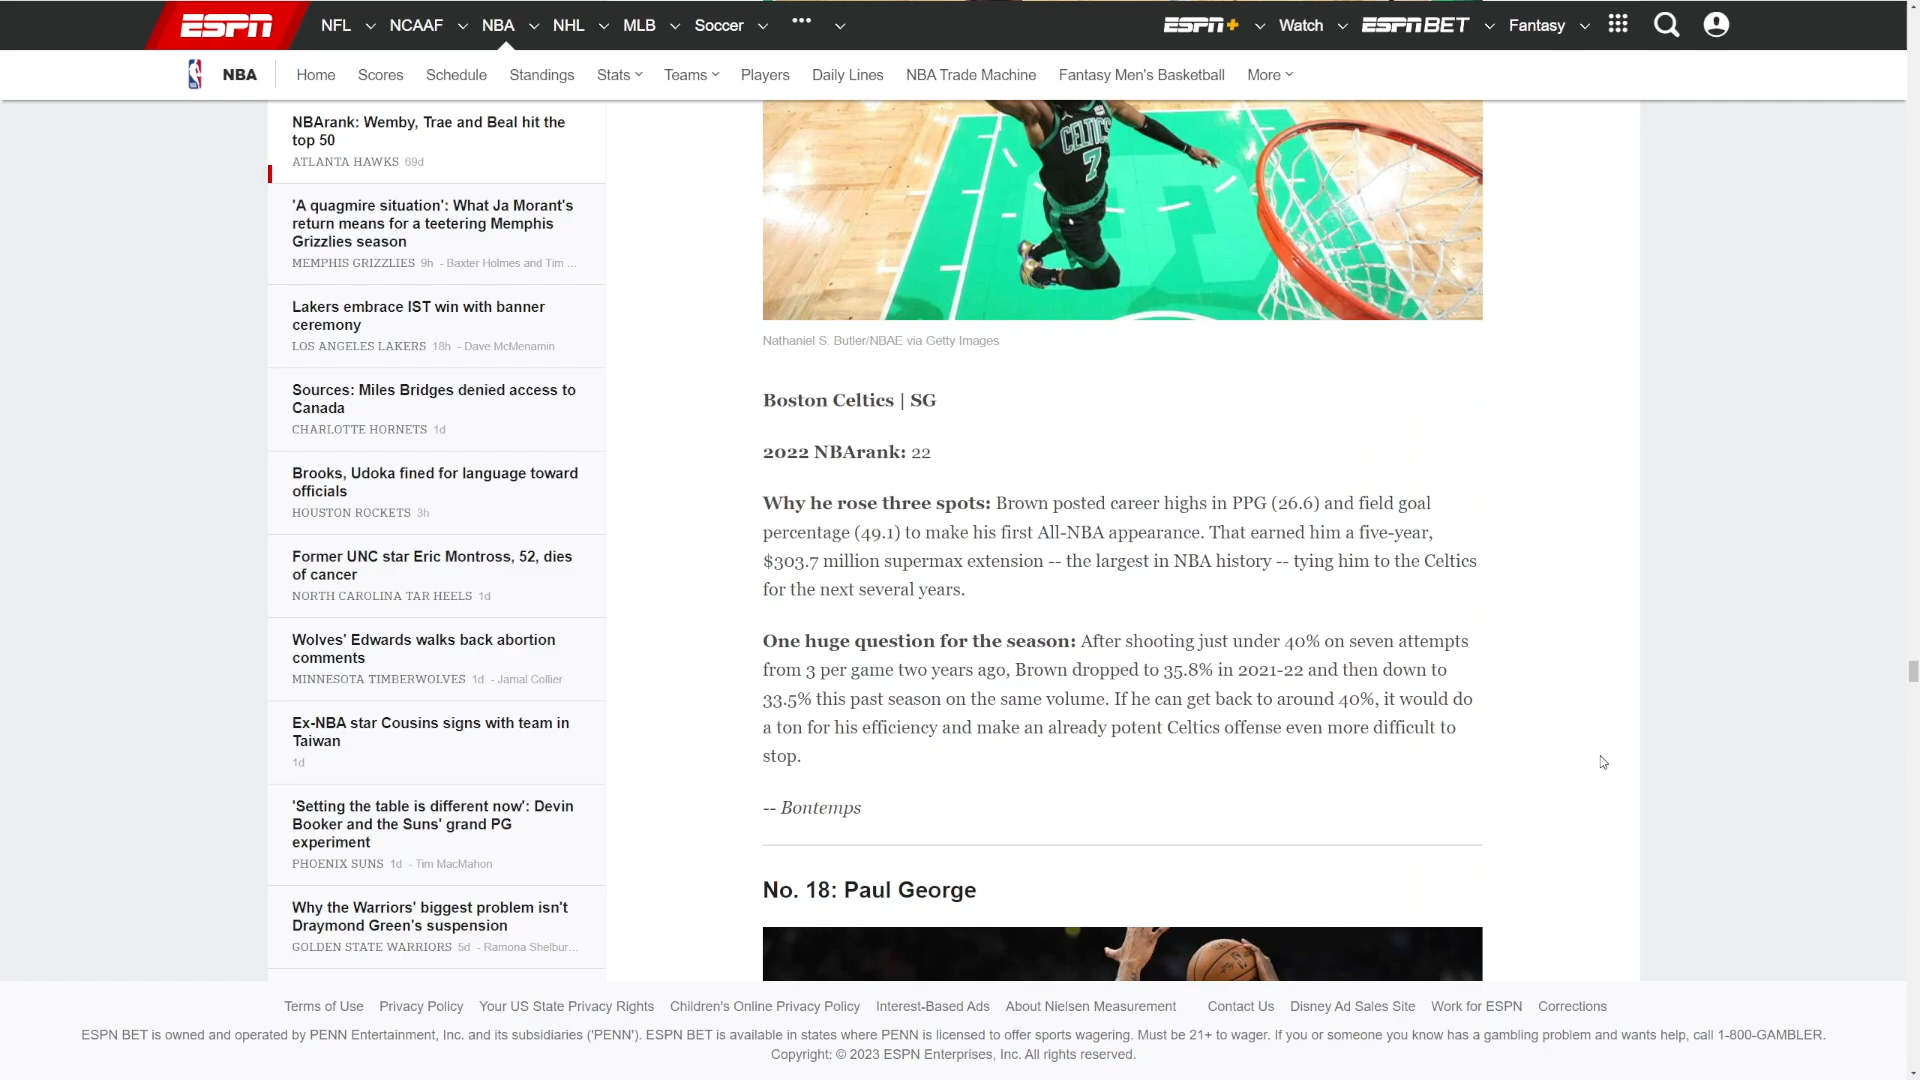 ESPN NFL NCAAF NBA NHL MLB Soccer ••• ESPN+ Watch ESPN BET Fantasy
NBA Home Scores Schedule Standings Stats Teams Players Daily Lines NBA Trade Machine Fantasy Men's Basketball More
NBArank: Wemby, Trae and Beal hit the
top 50
ATLANTA HAWKS 69d
'A quagmire situation': What Ja Morant's
return means for a teetering Memphis
Grizzlies season
MEMPHIS GRIZZLIES 9h - Baxter Holmes and Tim ...
Lakers embrace IST win with banner
ceremony
LOS ANGELES LAKERS 18h - Dave McMenamin
Sources: Miles Bridges denied access to
Canada
CHARLOTTE HORNETS 1d
Brooks, Udoka fined for language toward
officials
HOUSTON ROCKETS 3h
Former UNC star Eric Montross, 52, dies
of cancer
NORTH CAROLINA TAR HEELS 1d
Wolves' Edwards walks back abortion
comments
MINNESOTA TIMBERWOLVES 1d - Jamal Collier
Ex-NBA star Cousins signs with team in
Taiwan
1d
'Setting the table is different now': Devin
Booker and the Suns' grand PG
experiment
PHOENIX SUNS 1d - Tim MacMahon
Why the Warriors' biggest problem isn't
Draymond Green's suspension
GOLDEN STATE WARRIORS 5d - Ramona Shelbur...
CELTICS
7
Nathaniel S. Butler/NBAE via Getty Images
Boston Celtics | SG
2022 NBArank: 22
Why he rose three spots: Brown posted career highs in PPG (26.6) and field goal
percentage (49.1) to make his first All-NBA appearance. That earned him a five-year,
$303.7 million supermax extension -- the largest in NBA history -- tying him to the Celtics
for the next several years.
One huge question for the season: After shooting just under 40% on seven attempts
from 3 per game two years ago, Brown dropped to 35.8% in 2021-22 and then down to
33.5% this past season on the same volume. If he can get back to around 40%, it would do
a ton for his efficiency and make an already potent Celtics offense even more difficult to
stop.
-- Bontemps
No. 18: Paul George
Terms of Use Privacy Policy Your US State Privacy Rights Children's Online Privacy Policy Interest-Based Ads About Nielsen Measurement Contact Us Disney Ad Sales Site Work for ESPN Corrections
ESPN BET is owned and operated by PENN Entertainment, Inc. and its subsidiaries ('PENN'). ESPN BET is available in states where PENN is licensed to offer sports wagering. Must be 21+ to wager. If you or someone you know has a gambling problem and wants help, call 1-800-GAMBLER.
Copyright: © 2023 ESPN Enterprises, Inc. All rights reserved.